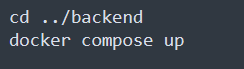 cd ../backend
docker compose up